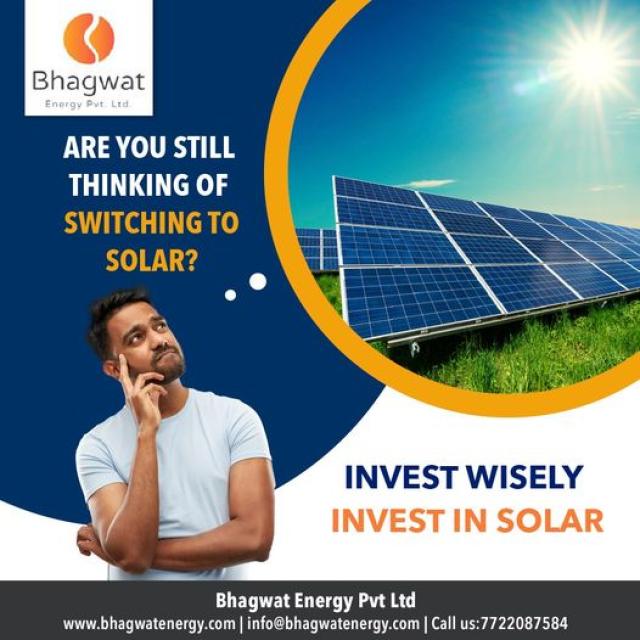 Bhagwat
Energy Pvt. Ltd.
ARE YOU STILL
THINKING OF
SWITCHING TO
SOLAR?
INVEST WISELY
INVEST IN SOLAR
Bhagwat Energy Pvt Ltd
www.bhagwatenergy.com | info@bhagwatenergy.com | Call us:7722087584